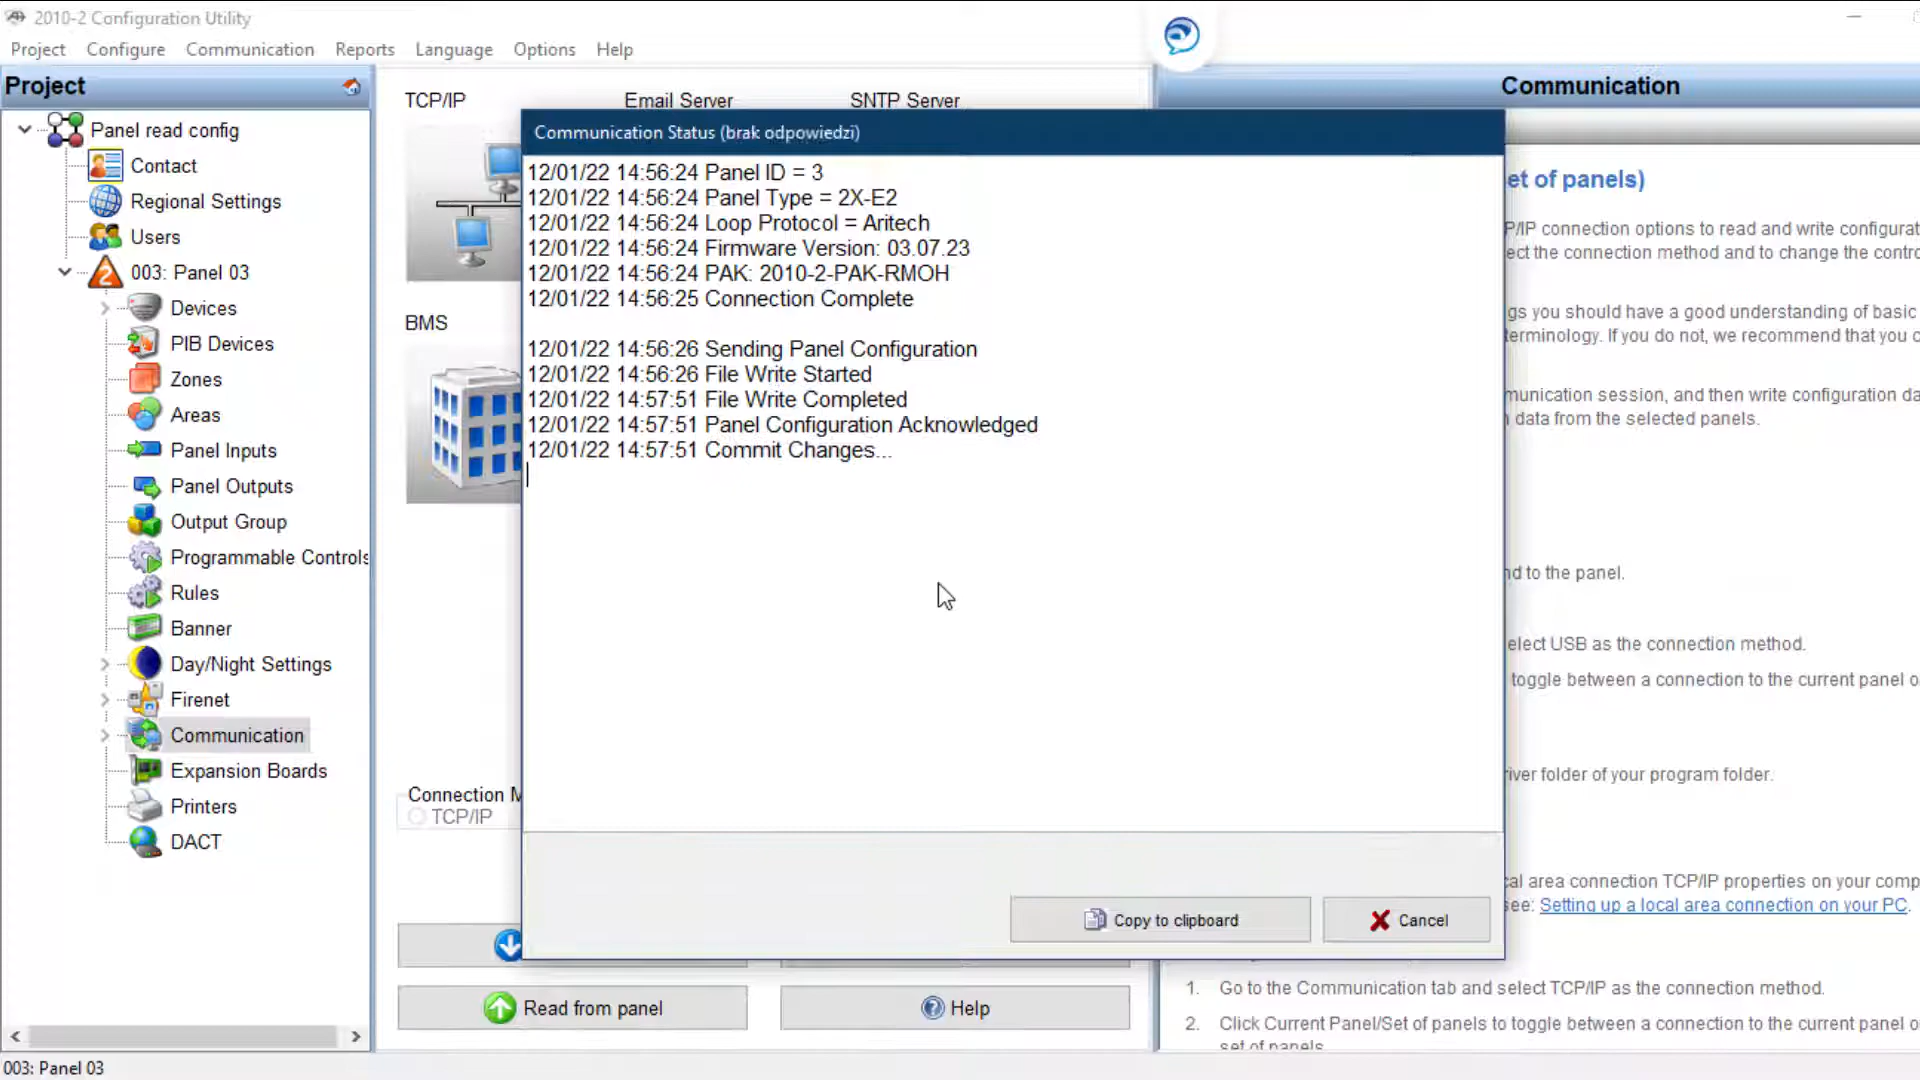 2010-2 Configuration Utility
Project Configure Communication Reports Language Options Help
Project
Panel read config
Contact
Regional Settings
Users
003: Panel 03
Devices
PIB Devices
Zones
Areas
Panel Inputs
Panel Outputs
Output Group
Programmable Controls
Rules
Banner
Day/Night Settings
Firenet
Communication
Expansion Boards
Printers
DACT
003: Panel 03
TCP/IP
Email Server
SNTP Server
BMS
Connection M
TCP/IP
Read from panel
Help
Communication Status (brak odpowiedzi)
12/01/22 14:56:24 Panel ID = 3
12/01/22 14:56:24 Panel Type = 2X-E2
12/01/22 14:56:24 Loop Protocol = Aritech
12/01/22 14:56:24 Firmware Version: 03.07.23
12/01/22 14:56:24 PAK: 2010-2-PAK-RMOH
12/01/22 14:56:25 Connection Complete
12/01/22 14:56:26 Sending Panel Configuration
12/01/22 14:56:26 File Write Started
12/01/22 14:57:51 File Write Completed
12/01/22 14:57:51 Panel Configuration Acknowledged
12/01/22 14:57:51 Commit Changes...
Copy to clipboard
Cancel
Communication
et of panels)
P/IP connection options to read and write configurat
ect the connection method and to change the contro
gs you should have a good understanding of basic
terminology. If you do not, we recommend that you c
munication session, and then write configuration da
data from the selected panels.
nd to the panel.
elect USB as the connection method.
toggle between a connection to the current panel o
iver folder of your program folder.
cal area connection TCP/IP properties on your comp
see: Setting up a local area connection on your PC.
1. Go to the Communication tab and select TCP/IP as the connection method.
2. Click Current Panel/Set of panels to toggle between a connection to the current panel o
set of panels